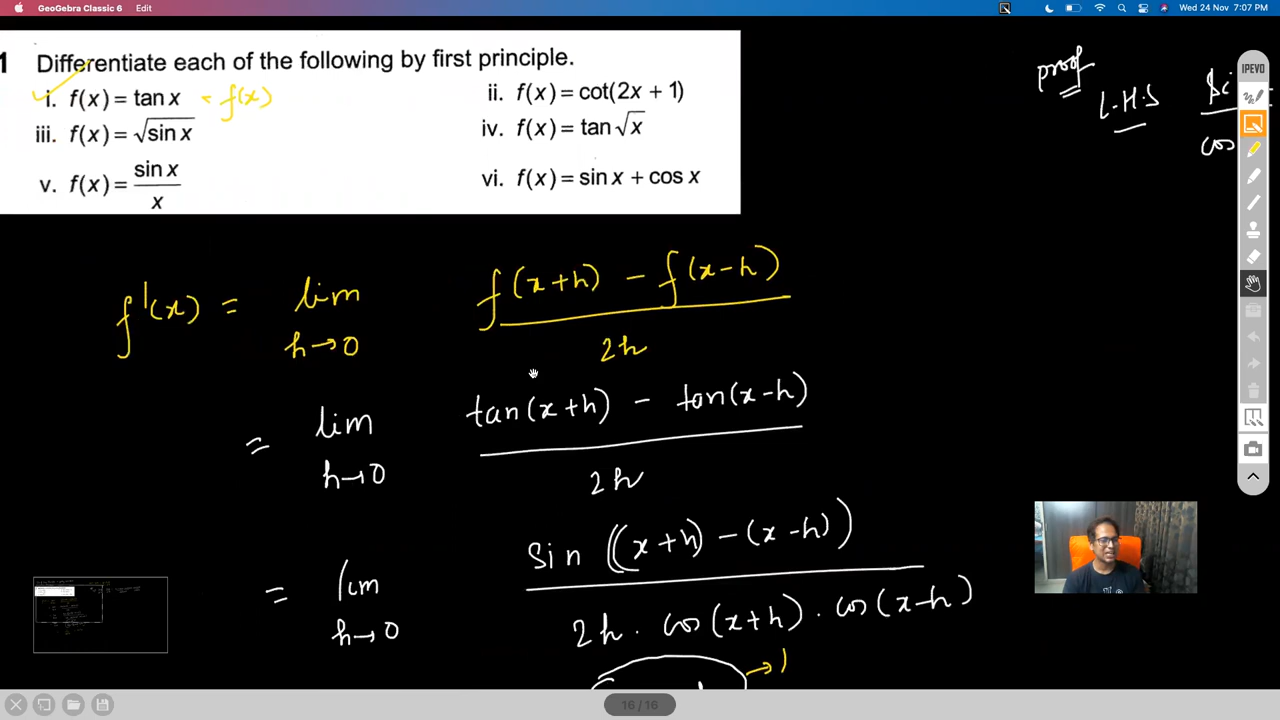 GeoGebra Classic 6 Edit
Wed 24 Nov 7:07 PM
1 Differentiate each of the following by first principle.
i. f(x) = tan x = f(x)
ii. f(x) = cot(2x + 1)
iii. f(x) = √sin x
iv. f(x) = tan √x
v. f(x) = sin x / x
vi. f(x) = sin x + cos x
proof
L.H.S
cos
IPEVO
f'(x) = lim h→0 f(x+h) - f(x-h) / 2h
= lim h→0 tan(x+h) - tan(x-h) / 2h
= lim h→0 sin ((x+h) - (x-h)) / 2h . cos(x+h) . cos(x-h)
→1
16 / 16